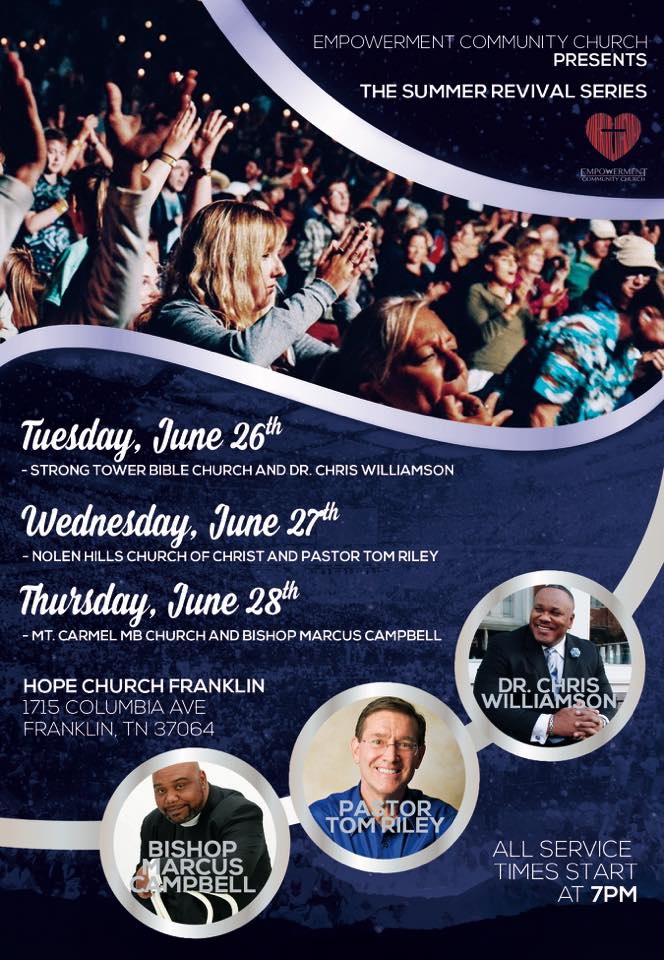 EMPOWERMENT COMMUNITY CHURCH
PRESENTS
THE SUMMER REVIVAL SERIES
EMPOWERMENT
COMMUNITY CHURCH
Tuesday, June 26th
- STRONG TOWER BIBLE CHURCH AND DR. CHRIS WILLIAMSON
Wednesday, June 27th
- NOLEN HILLS CHURCH OF CHRIST AND PASTOR TOM RILEY
Thursday, June 28th
- MT. CARMEL MB CHURCH AND BISHOP MARCUS CAMPBELL
HOPE CHURCH FRANKLIN
1715 COLUMBIA AVE
FRANKLIN, TN 37064
DR. CHRIS
WILLIAMSON
PASTOR
TOM RILEY
BISHOP
MARCUS
CAMPBELL
ALL SERVICE
TIMES START
AT 7PM